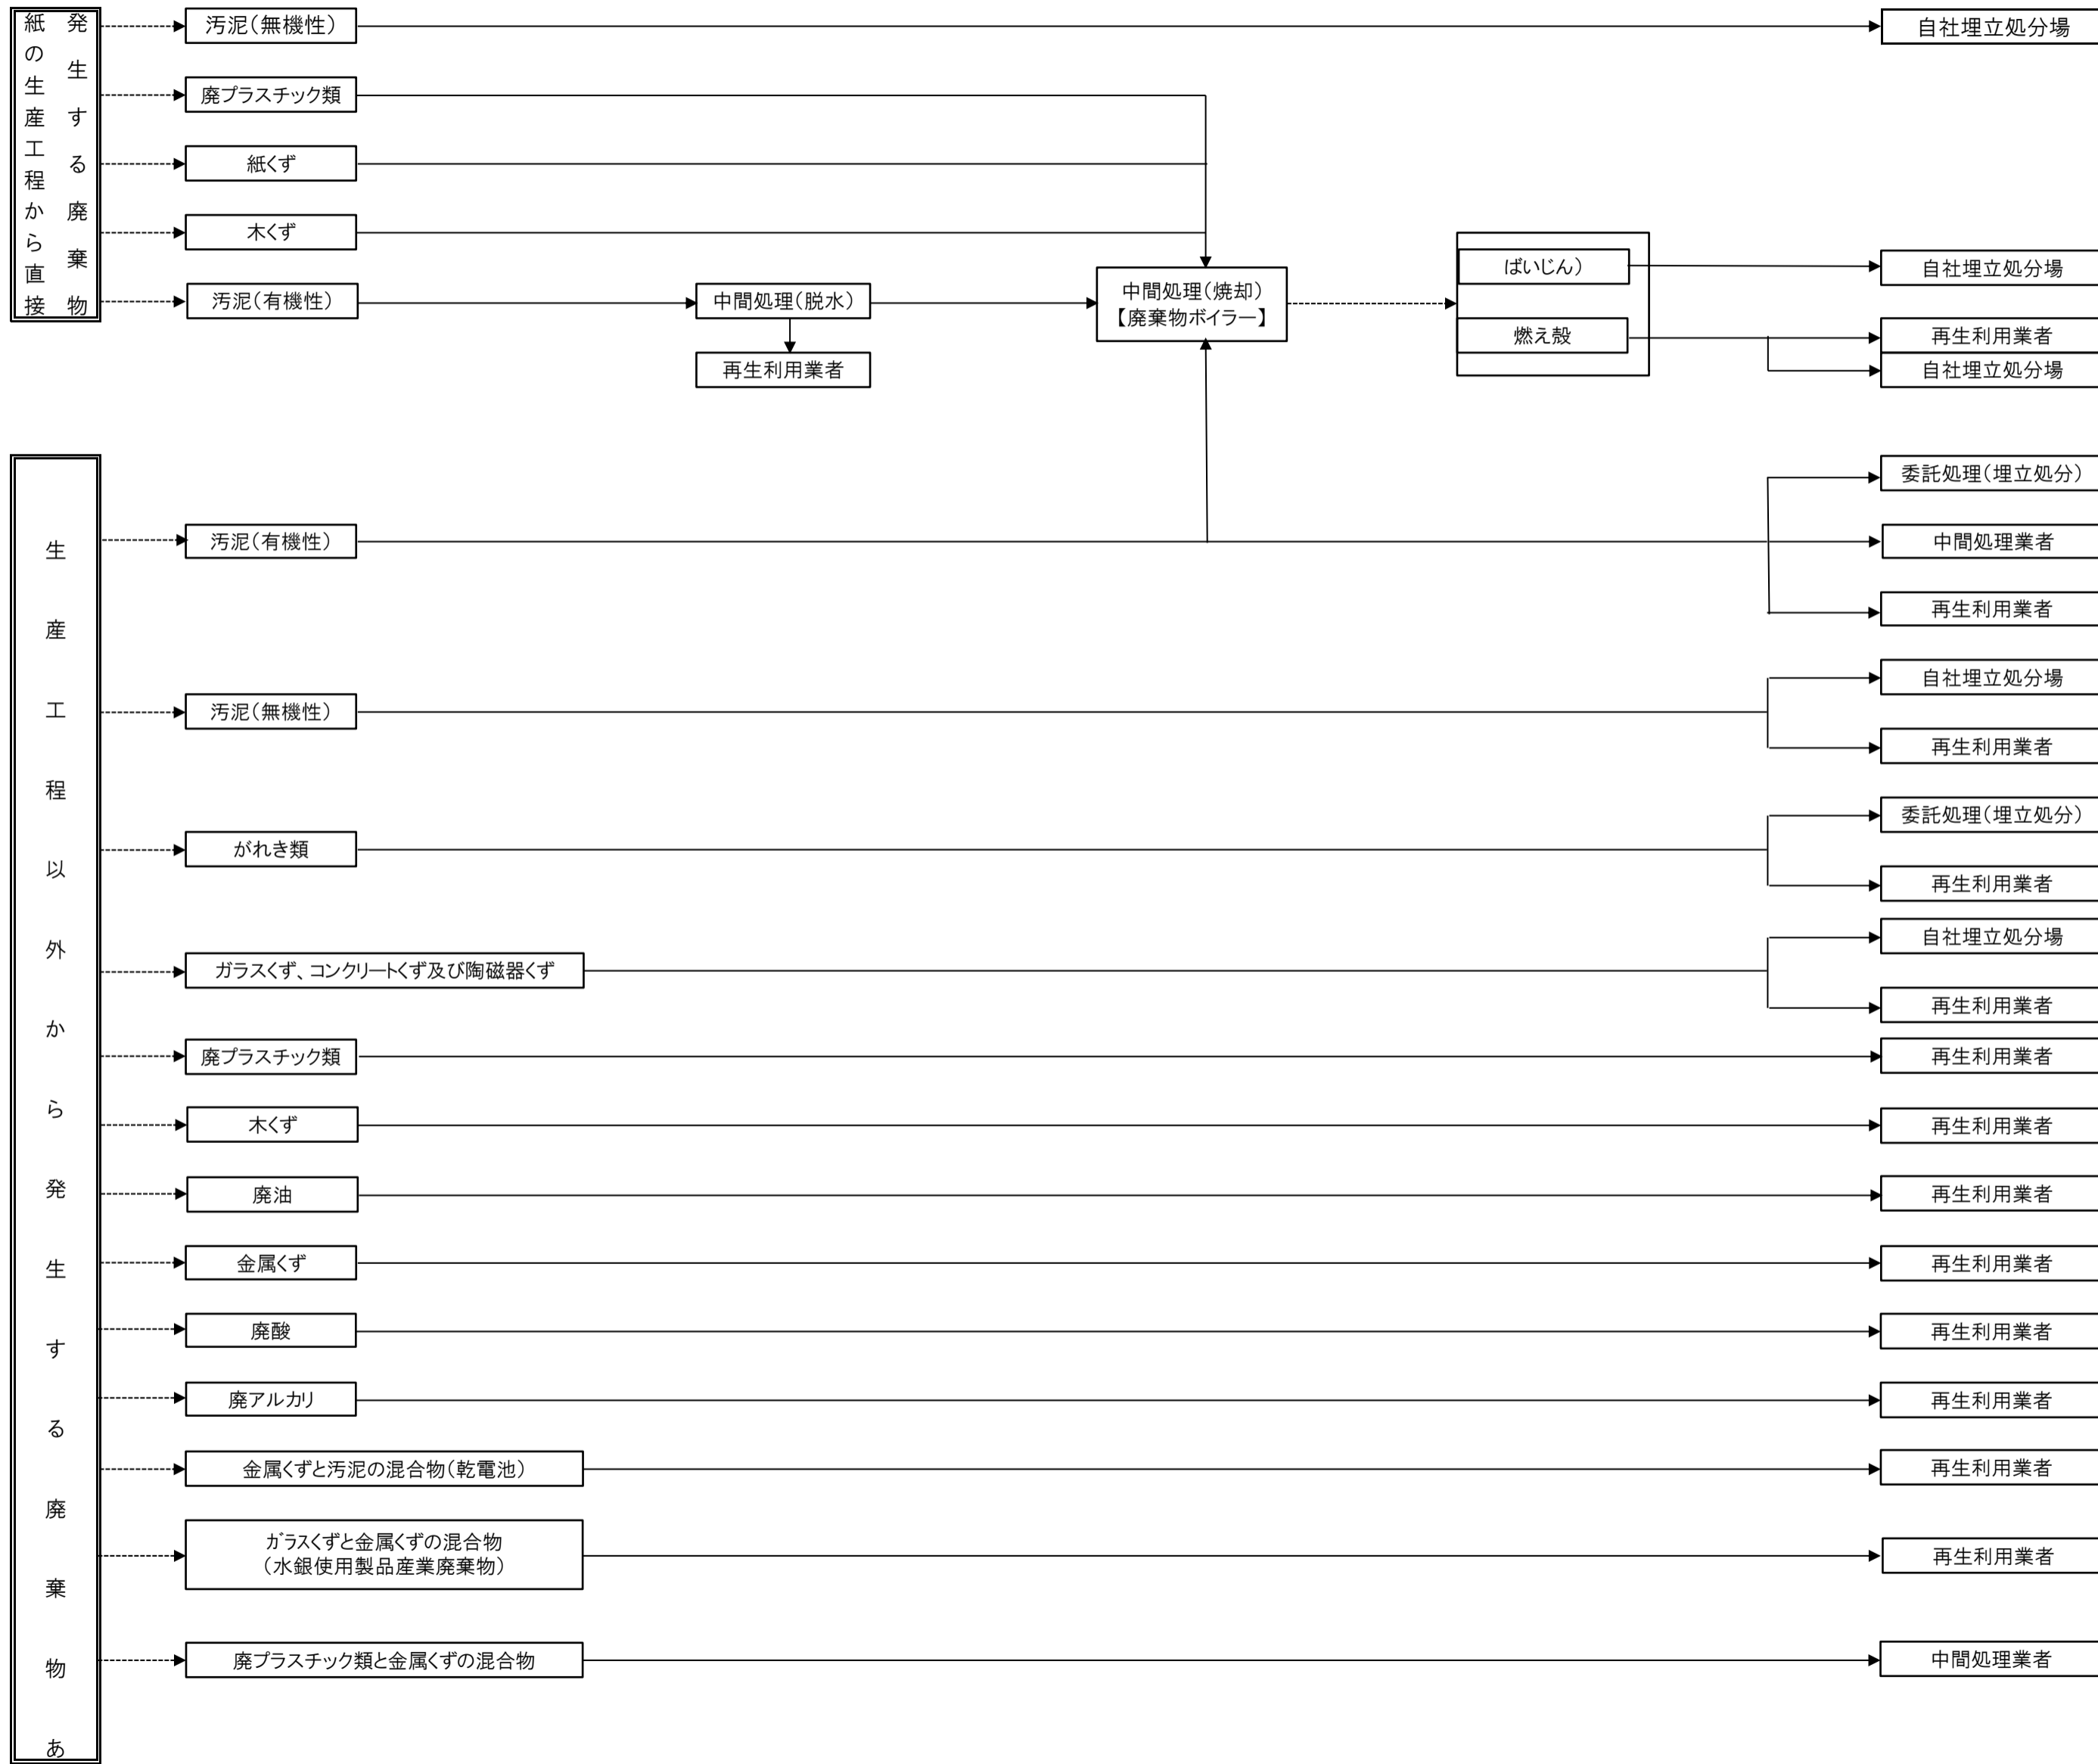 紙の生産工程から直接
発生する廃棄物
汚泥（無機性）
自社埋立処分場
廃プラスチック類
紙くず
木くず
汚泥（有機性）
中間処理（脱水）
再生利用業者
中間処理（焼却）
【廃棄物ボイラー】
ばいじん）
自社埋立処分場
燃え殻
再生利用業者
自社埋立処分場
生産工程以外から発生する廃棄物あ
汚泥（有機性）
委託処理（埋立処分）
中間処理業者
再生利用業者
汚泥（無機性）
自社埋立処分場
再生利用業者
がれき類
委託処理（埋立処分）
再生利用業者
ガラスくず、コンクリートくず及び陶磁器くず
自社埋立処分場
再生利用業者
廃プラスチック類
再生利用業者
木くず
再生利用業者
廃油
再生利用業者
金属くず
再生利用業者
廃酸
再生利用業者
廃アルカリ
再生利用業者
金属くずと汚泥の混合物（乾電池）
再生利用業者
ｶﾞﾗｽくずと金属くずの混合物
（水銀使用製品産業廃棄物）
再生利用業者
廃プラスチック類と金属くずの混合物
中間処理業者